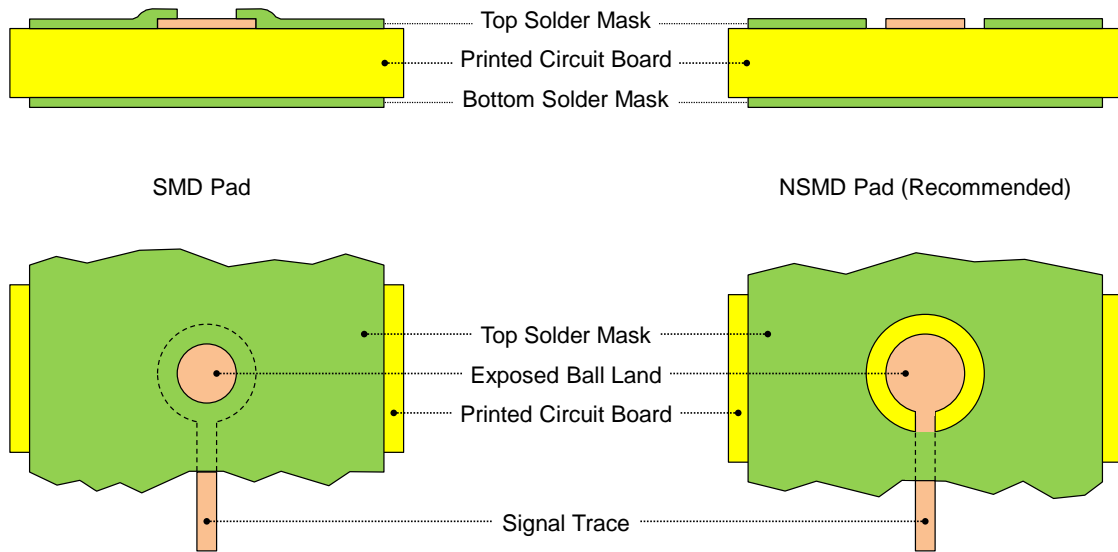 Top Solder Mask
Printed Circuit Board
Bottom Solder Mask
SMD Pad
NSMD Pad (Recommended)
Top Solder Mask
Exposed Ball Land
Printed Circuit Board
Signal Trace